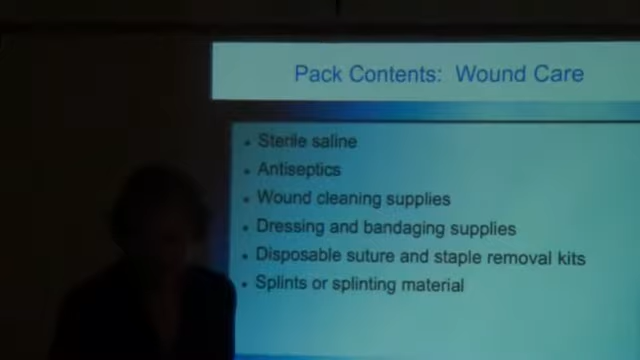 Pack Contents: Wound Care
• Sterile saline
• Antiseptics
• Wound cleaning supplies
• Dressing and bandaging supplies
• Disposable suture and staple removal kits
• Splints or splinting material